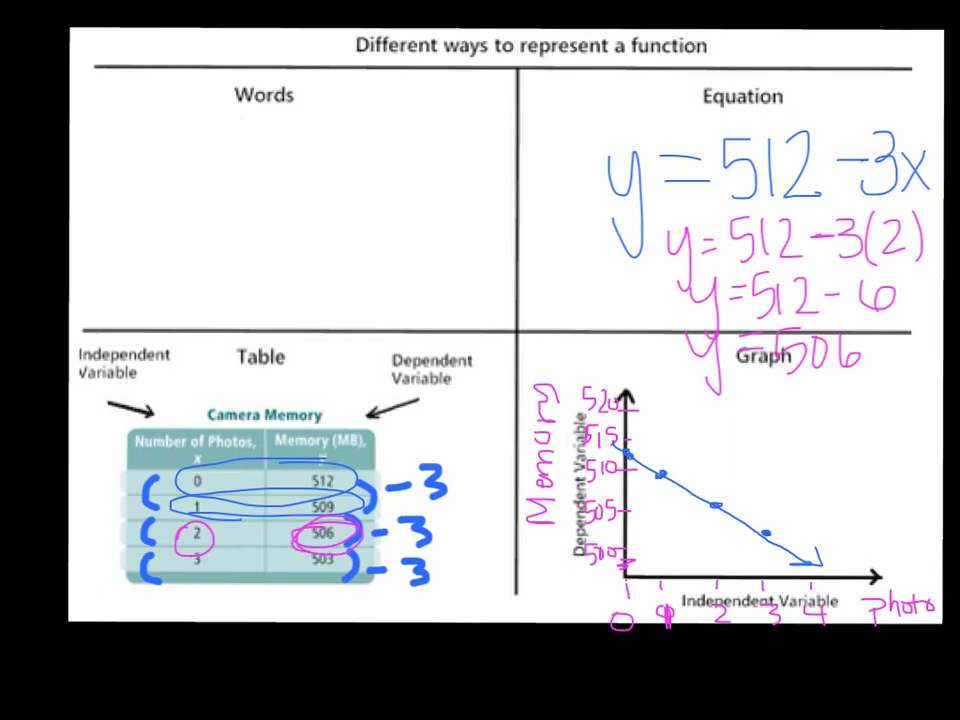 Different ways to represent a function
Words
Equation
y = 512 - 3x
y = 512 - 3(2)
y = 512 - 6
y = 506
Independent
Variable
Table
Dependent
Variable
Camera Memory
Number of Photos, x
Memory (MB), y
0 512
1 509 - 3
2 506 - 3
3 503 - 3
Graph
Memory
Dependent Variable
520
515
510
505
500
Independent Variable
0 1 2 3 4 Photo